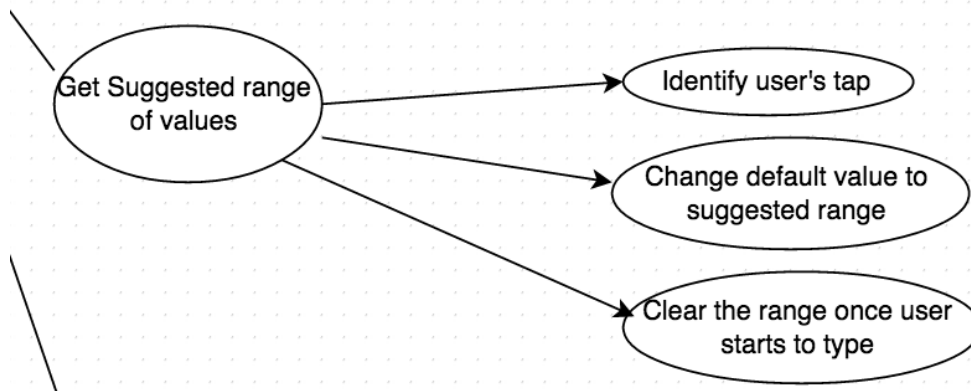 Get Suggested range
of values
Identify user's tap
Change default value to
suggested range
Clear the range once user
starts to type